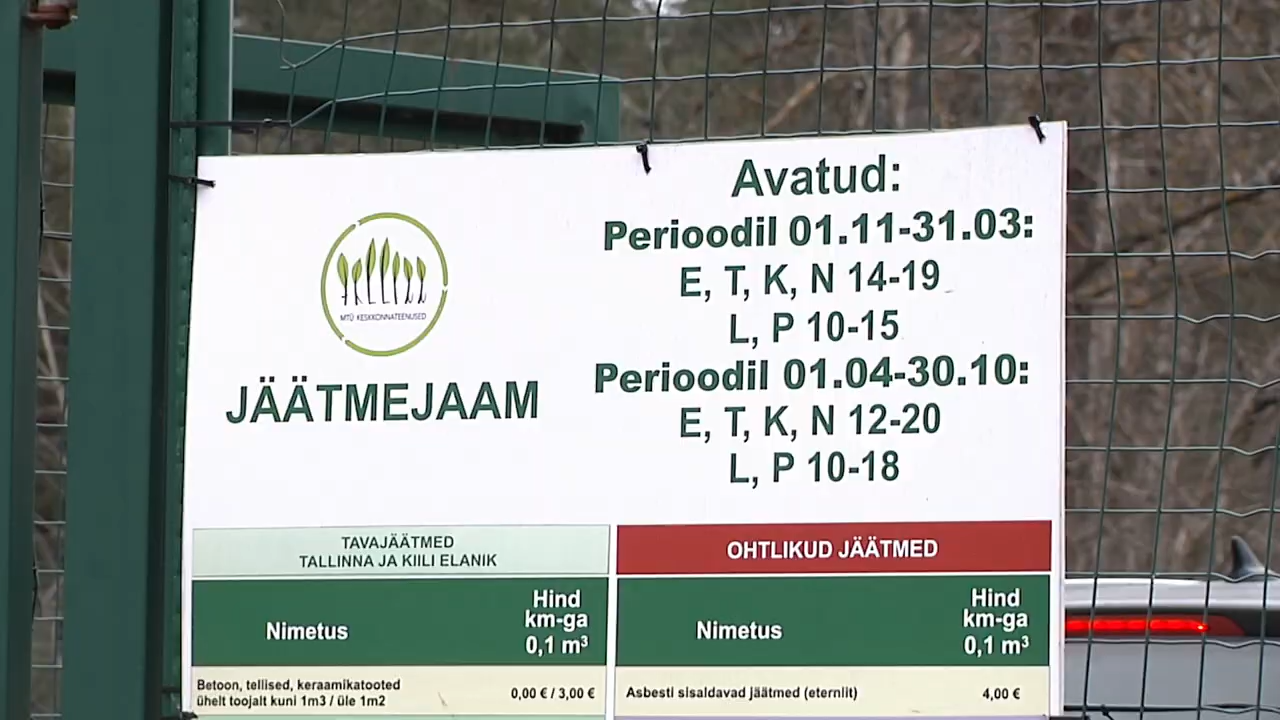 MTÜ KESKKONNATEENUSED
JÄÄTMEJAAM
Avatud:
Perioodil 01.11-31.03:
E, T, K, N 14-19
L, P 10-15
Perioodil 01.04-30.10:
E, T, K, N 12-20
L, P 10-18
TAVAJÄÄTMED
TALLINNA JA KIILI ELANIK
Nimetus
Hind
km-ga
0,1 m³
Betoon, tellised, keraamikatooted
ühelt toojalt kuni 1m3 / üle 1m2
0,00 € / 3,00 €
OHTLIKUD JÄÄTMED
Nimetus
Hind
km-ga
0,1 m³
Asbesti sisaldavad jäätmed (eterniit)
4,00 €